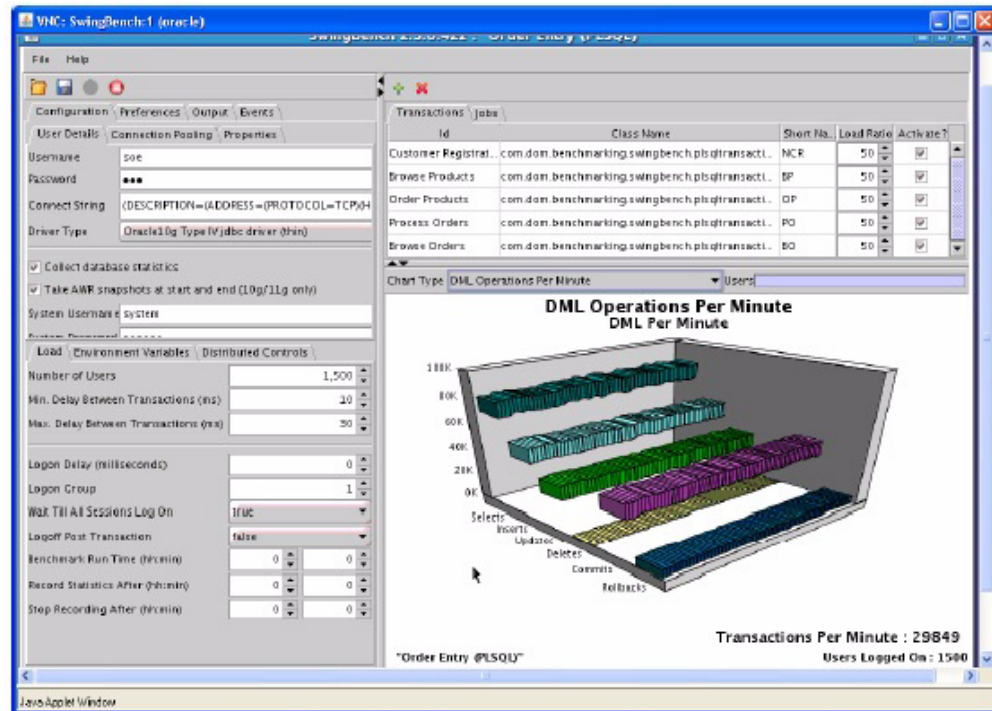 VNC: SwingBench:1 (oracle)
"Order Entry (PLSQL)"
File Help
Configuration Preferences Output Events
User Details Connection Pooling Properties
Username soe
Password •••
Connect String (DESCRIPTION=(ADDRESS=(PROTOCOL=TCP)(H
Driver Type Oracle10g Type IV jdbc driver (thin)
Collect database statistics
Take AWR snapshots at start and end (10g/11g only)
System Username system
Load Environment Variables Distributed Controls
Number of Users 1,500
Min. Delay Between Transactions (ms) 10
Max. Delay Between Transactions (ms)
Logon Delay (milliseconds) 0
Logon Group 1
Wait Till All Sessions Log On true
Logoff Post Transaction false
Benchmark Run Time (hh:min) 0 0
Record Statistics After (hh:min) 0 0
Stop Recording After (hh:min) 0 0
Transactions Jobs
Id Class Name Short Na... Load Ratio Activate?
Customer Registrat... com.dom.benchmarking.swingbench.plsqltransacti... NCR 50
Browse Products com.dom.benchmarking.swingbench.plsqltransacti... BP 50
Order Products com.dom.benchmarking.swingbench.plsqltransacti... OP 50
Process Orders com.dom.benchmarking.swingbench.plsqltransacti... PO 50
Browse Orders com.dom.benchmarking.swingbench.plsqltransacti... BO 50
Chart Type DML Operations Per Minute Users
DML Operations Per Minute
DML Per Minute
100K
80K
60K
40K
20K
0K
Selects
Inserts
Updates
Deletes
Commits
Rollbacks
Transactions Per Minute : 29849
"Order Entry (PLSQL)" Users Logged On : 1500
Java Applet Window